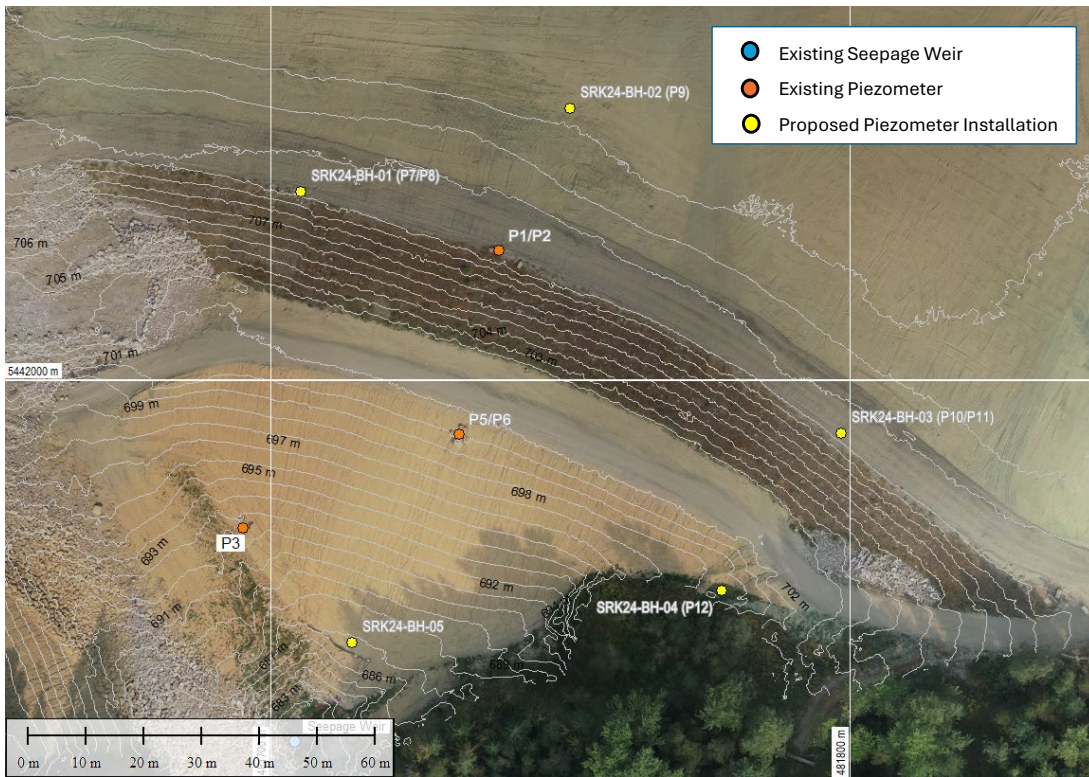 Existing Seepage Weir
Existing Piezometer
Proposed Piezometer Installation
SRK24-BH-02 (P9)
SRK24-BH-01 (P7/P8)
707 m
P1/P2
706 m
705 m
704 m
703 m
701 m
5442000 m
699 m
P5/P6
SRK24-BH-03 (P10/P11)
697 m
695 m
698 m
P3
693 m
692 m
694 m
SRK24-BH-04 (P12)
702 m
691 m
SRK24-BH-05
689 m
686 m
683 m
Seepage Weir
481800 m
0 m 10 m 20 m 30 m 40 m 50 m 60 m